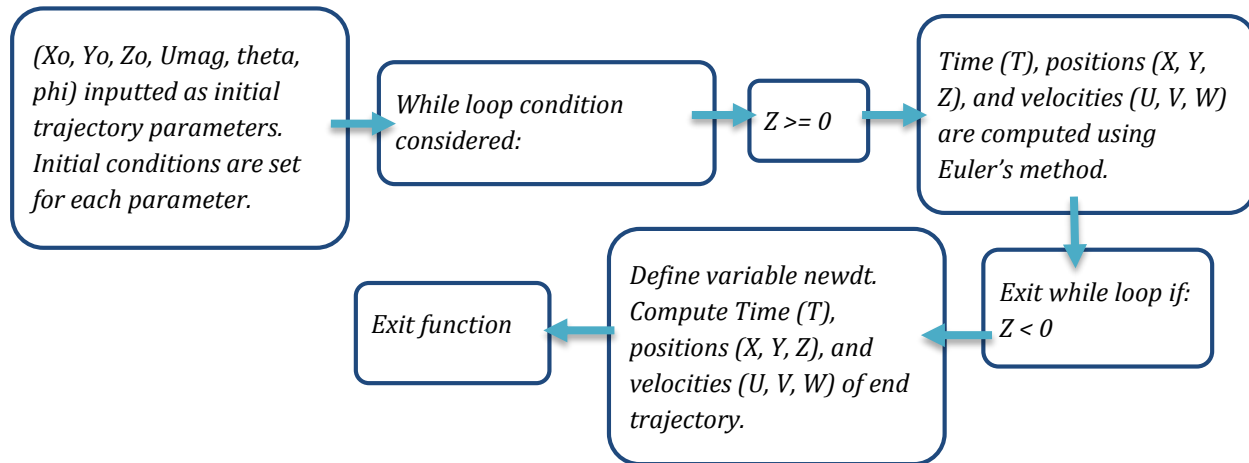 (Xo, Yo, Zo, Umag, theta,
phi) inputted as initial
trajectory parameters.
Initial conditions are set
for each parameter.
While loop condition
considered:
Z >= 0
Time (T), positions (X, Y,
Z), and velocities (U, V, W)
are computed using
Euler’s method.
Exit while loop if:
Z < 0
Define variable newdt.
Compute Time (T),
positions (X, Y, Z), and
velocities (U, V, W) of end
trajectory.
Exit function